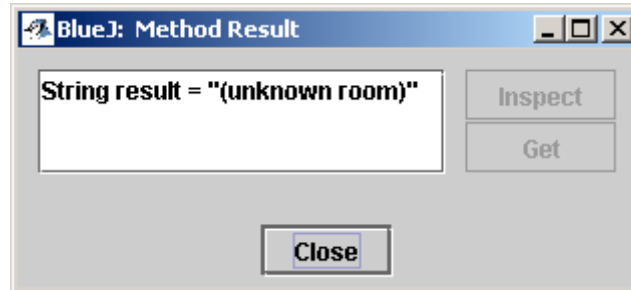 BlueJ: Method Result
String result = "(unknown room)"
Inspect
Get
Close